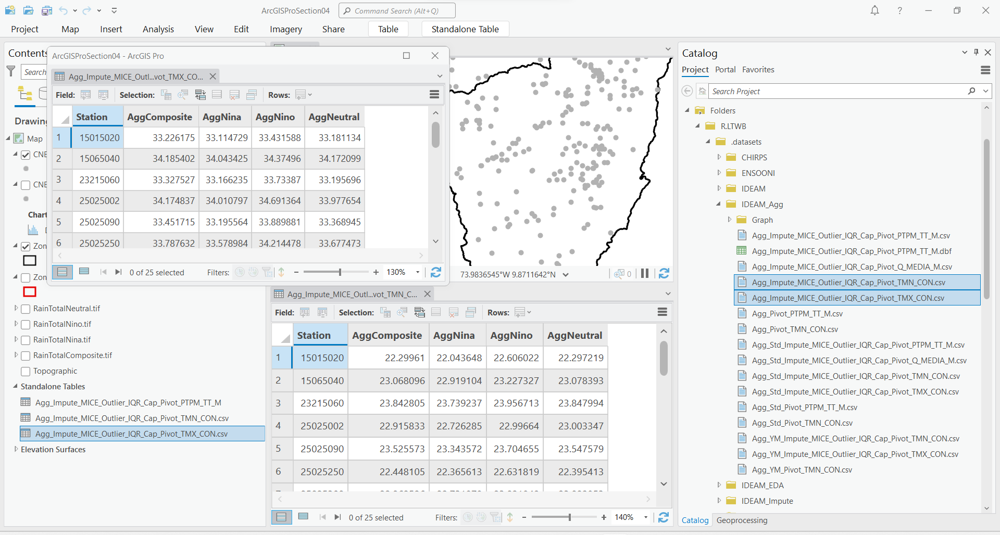 ArcGISProSection04
Command Search (Alt+Q)
?
Project
Map
Insert
Analysis
View
Edit
Imagery
Share
Table
Standalone Table
Contents
Search
Drawing
Map
CNE
CNE
Chart
Zon
Zon
RainTotalNeutral.tif
RainTotalNino.tif
RainTotalNina.tif
RainTotalComposite.tif
Topographic
Standalone Tables
Agg_Impute_MICE_Outlier_IQR_Cap_Pivot_PTPM_TT_M
Agg_Impute_MICE_Outlier_IQR_Cap_Pivot_TMN_CON.csv
Agg_Impute_MICE_Outlier_IQR_Cap_Pivot_TMX_CON.csv
Elevation Surfaces
ArcGISProSection04 - ArcGIS Pro
Agg_Impute_MICE_Outl...vot_TMX_CO...
Field: Selection: Rows:
Station AggComposite AggNina AggNino AggNeutral
1 15015020 33.226175 33.114729 33.431588 33.181134
2 15065040 34.185402 34.043425 34.37496 34.172099
3 23215060 33.327527 33.166235 33.73387 33.195696
4 25025002 34.174837 34.010797 34.691364 33.977654
5 25025090 33.451715 33.195564 33.889881 33.368945
6 25025250 33.787632 33.578984 34.214478 33.677473
0 of 25 selected Filters: 130%
73.9836545°W 9.8711642°N 0
Agg_Impute_MICE_Outl...vot_TMN_C...
Field: Selection: Rows:
Station AggComposite AggNina AggNino AggNeutral
1 15015020 22.29961 22.043648 22.606022 22.297219
2 15065040 23.068096 22.919104 23.227327 23.078393
3 23215060 23.842805 23.739237 23.956713 23.847994
4 25025002 22.915833 22.726285 22.99664 23.003347
5 25025090 23.525573 23.343572 23.704655 23.547579
6 25025250 22.448105 22.365613 22.631819 22.395413
0 of 25 selected Filters: 140%
Catalog
Project Portal Favorites
Search Project
Folders
R.LTWB
.datasets
CHIRPS
ENSOONI
IDEAM
IDEAM_Agg
Graph
Agg_Impute_MICE_Outlier_IQR_Cap_Pivot_PTPM_TT_M.csv
Agg_Impute_MICE_Outlier_IQR_Cap_Pivot_PTPM_TT_M.dbf
Agg_Impute_MICE_Outlier_IQR_Cap_Pivot_Q_MEDIA_M.csv
Agg_Impute_MICE_Outlier_IQR_Cap_Pivot_TMN_CON.csv
Agg_Impute_MICE_Outlier_IQR_Cap_Pivot_TMX_CON.csv
Agg_Pivot_PTPM_TT_M.csv
Agg_Pivot_TMN_CON.csv
Agg_Std_Impute_MICE_Outlier_IQR_Cap_Pivot_PTPM_TT_M.csv
Agg_Std_Impute_MICE_Outlier_IQR_Cap_Pivot_Q_MEDIA_M.csv
Agg_Std_Impute_MICE_Outlier_IQR_Cap_Pivot_TMN_CON.csv
Agg_Std_Impute_MICE_Outlier_IQR_Cap_Pivot_TMX_CON.csv
Agg_Std_Pivot_PTPM_TT_M.csv
Agg_Std_Pivot_TMN_CON.csv
Agg_YM_Impute_MICE_Outlier_IQR_Cap_Pivot_TMN_CON.csv
Agg_YM_Impute_MICE_Outlier_IQR_Cap_Pivot_TMX_CON.csv
Agg_YM_Pivot_TMN_CON.csv
IDEAM_EDA
IDEAM_Impute
Catalog Geoprocessing